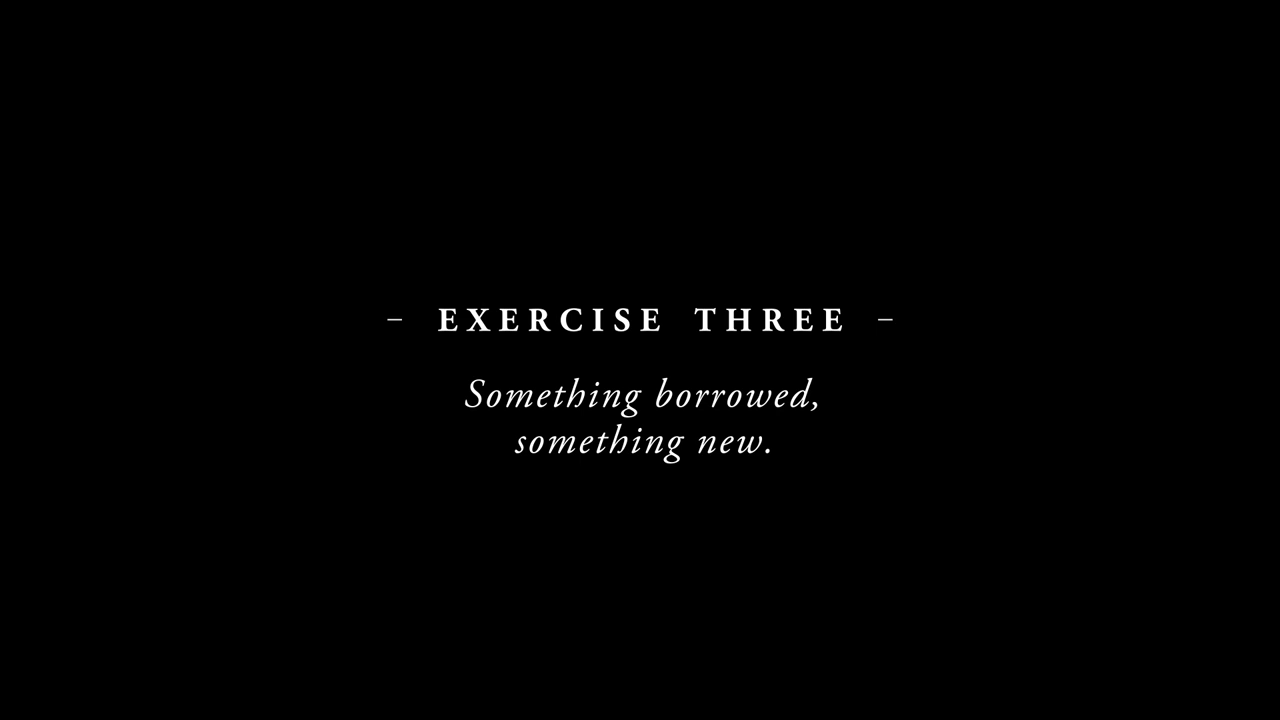 – EXERCISE THREE –
Something borrowed,
something new.